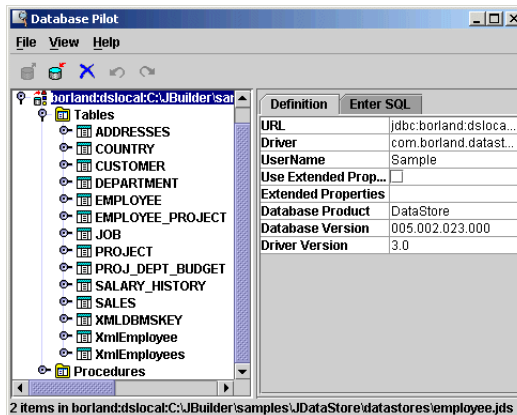 Database Pilot
File View Help
borland:dslocal:C:\JBuilder\sar
Tables
ADDRESSES
COUNTRY
CUSTOMER
DEPARTMENT
EMPLOYEE
EMPLOYEE_PROJECT
JOB
PROJECT
PROJ_DEPT_BUDGET
SALARY_HISTORY
SALES
XMLDBMSKEY
XmlEmployee
XmlEmployees
Procedures
Definition Enter SQL
URL jdbc:borland:dsloca...
Driver com.borland.datast...
UserName Sample
Use Extended Prop...
Extended Properties
Database Product DataStore
Database Version 005.002.023.000
Driver Version 3.0
2 items in borland:dslocal:C:\JBuilder\samples\JDataStore\datastores\employee.jds